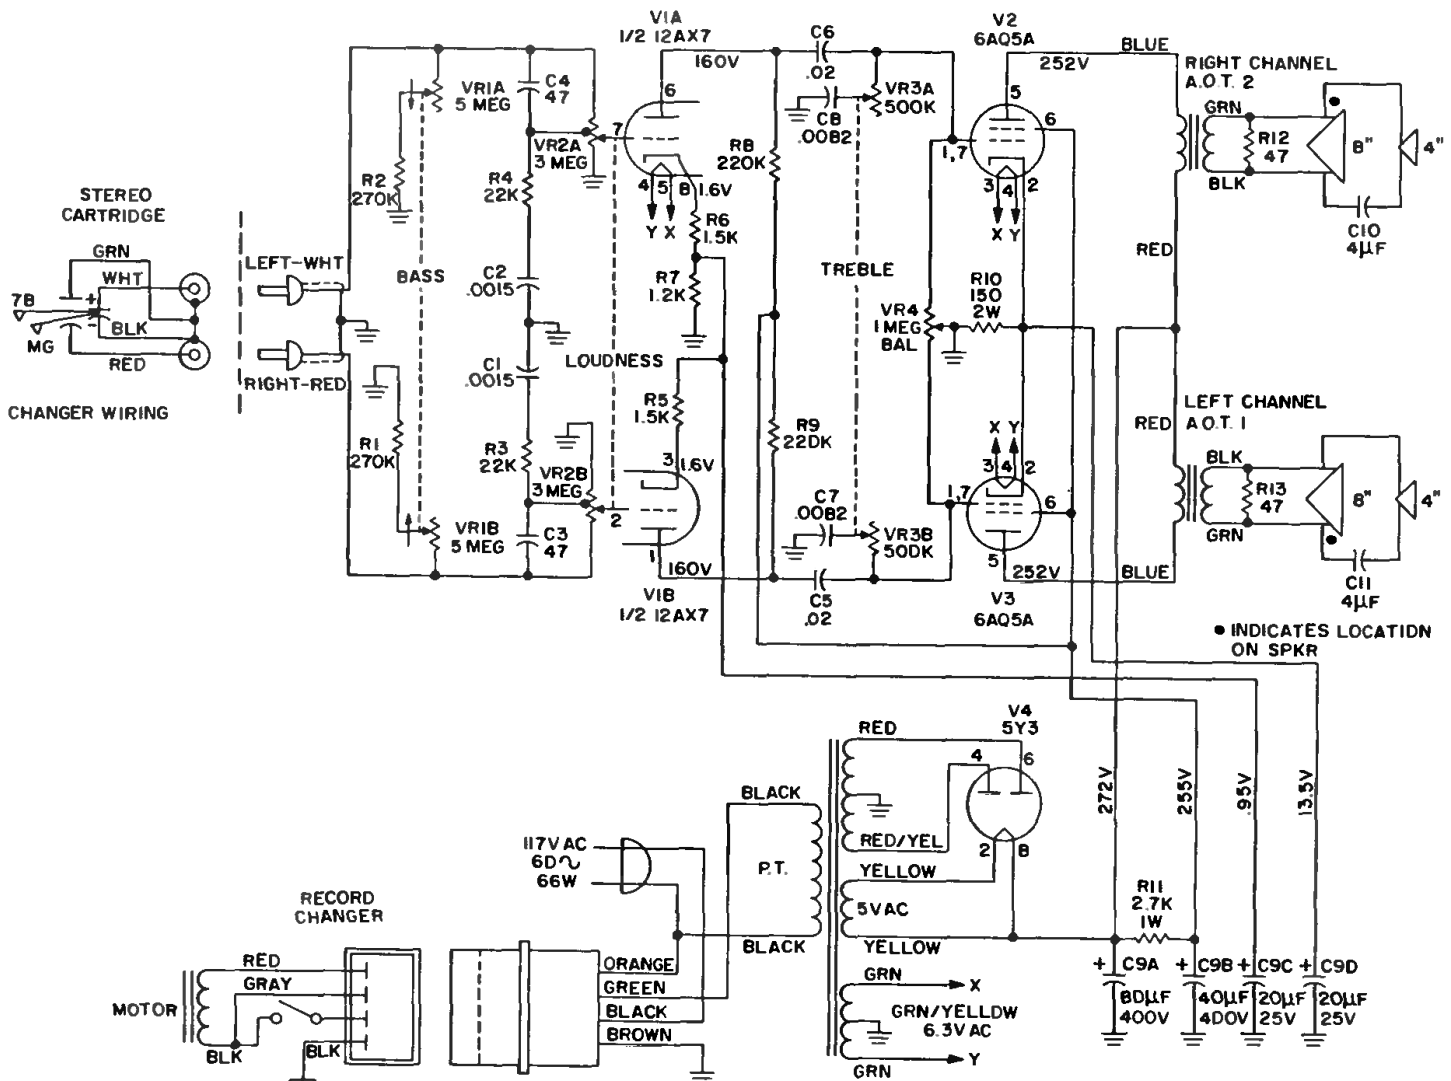 V1A
1/2 12AX7
160V
6
7
4 5 8 1.6V
Y X
C6
.02
C8
.00B2
VR3A
500K
V2
6AQ5A
252V
BLUE
5
6
1,7
3 4 2
X Y
RIGHT CHANNEL
A.O.T. 2
GRN
R12
47
BLK
8"
4"
C10
4µF
RED
VR1A
5 MEG
C4
47
VR2A
3 MEG
R2
270K
R4
22K
R8
220K
R6
1.5K
R7
1.2K
STEREO
CARTRIDGE
GRN
WHT
7B
+
-
BLK
MG
RED
CHANGER WIRING
LEFT-WHT
RIGHT-RED
BASS
C2
.0015
C1
.0015
LOUDNESS
TREBLE
R10
150
2W
VR4
1 MEG
BAL
R1
270K
R3
22K
VR2B
3 MEG
R5
1.5K
3 1.6V
2
1
160V
R9
22DK
C7
.00B2
VR3B
50DK
C5
.02
VR1B
5 MEG
C3
47
V1B
1/2 12AX7
X Y
3 4 2
1,7
6
5
252V
BLUE
V3
6AQ5A
RED
LEFT CHANNEL
A.O.T. 1
BLK
R13
47
GRN
8"
4"
C11
4µF
● INDICATES LOCATIDN
ON SPKR
V4
5Y3
RED
4
6
RED/YEL
2 8
YELLOW
5VAC
YELLOW
BLACK
P.T.
BLACK
117VAC
6D∿
66W
272V
255V
.95V
13.5V
R11
2.7K
1W
+ C9A
8DµF
400V
+ C9B
40µF
4D0V
+ C9C
20µF
25V
+ C9D
20µF
25V
RECORD
CHANGER
RED
GRAY
MOTOR
BLK
BLK
ORANGE
GREEN
BLACK
BROWN
GRN
X
GRN/YELLDW
6.3VAC
Y
GRN